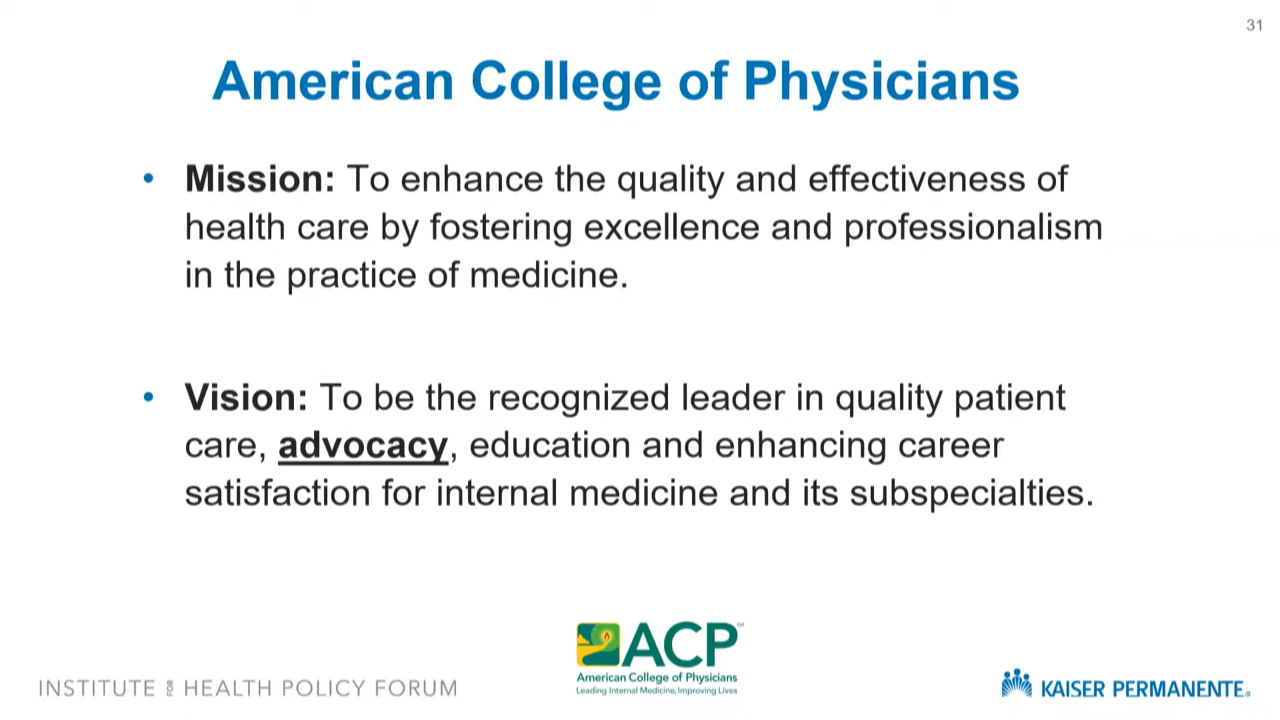 31
American College of Physicians
• Mission: To enhance the quality and effectiveness of
health care by fostering excellence and professionalism
in the practice of medicine.
• Vision: To be the recognized leader in quality patient
care, advocacy, education and enhancing career
satisfaction for internal medicine and its subspecialties.
ACP℠
American College of Physicians
Leading Internal Medicine, Improving Lives
INSTITUTE FOR HEALTH POLICY FORUM
KAISER PERMANENTE®